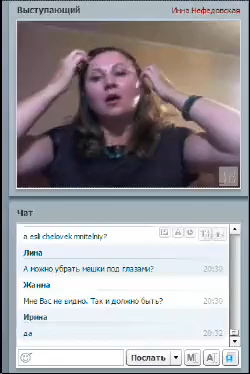 Выступающий
Инна Нефедовская
Чат
a esli chelovek mnitelniy?
Лина
А можно убрать мешки под глазами?
20:30
Жанна
Мне Вас не видно. Так и должно быть?
20:30
Ирина
да
20:32
Послать